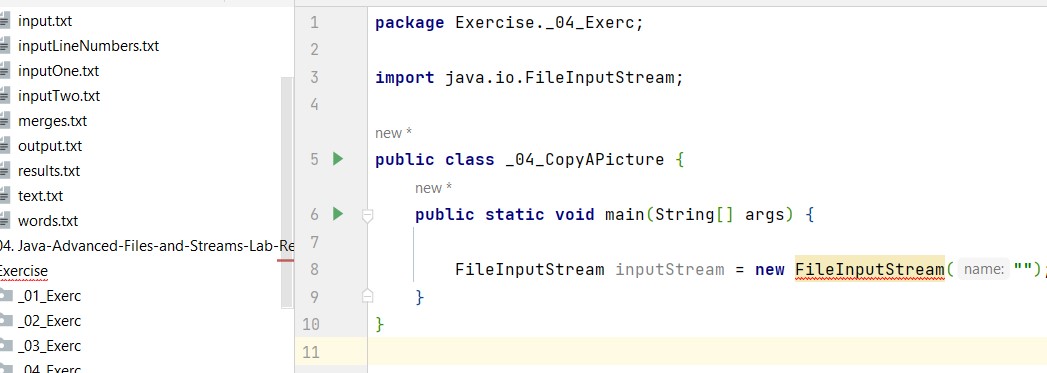 input.txt
inputLineNumbers.txt
inputOne.txt
inputTwo.txt
merges.txt
output.txt
results.txt
text.txt
words.txt
04. Java-Advanced-Files-and-Streams-Lab-Re
Exercise
_01_Exerc
_02_Exerc
_03_Exerc
_04_Exerc
1 package Exercise._04_Exerc;
2
3 import java.io.FileInputStream;
4
new *
5 public class _04_CopyAPicture {
new *
6 public static void main(String[] args) {
7
8 FileInputStream inputStream = new FileInputStream( name: "");
9 }
10 }
11